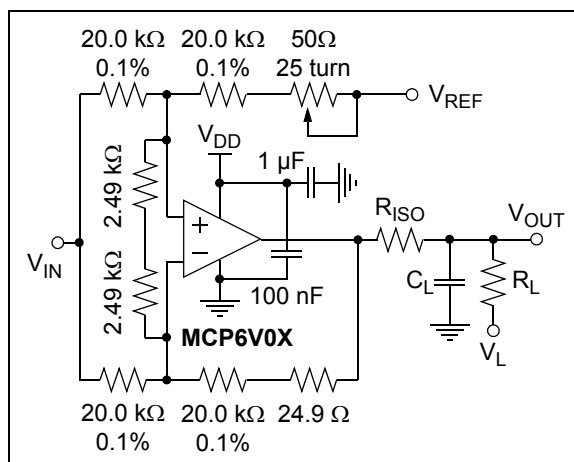 20.0 kΩ 20.0 kΩ 50Ω
0.1% 0.1% 25 turn
V_REF
V_DD
1 µF
2.49 kΩ
+
R_ISO
V_OUT
V_IN
2.49 kΩ
−
100 nF
C_L
R_L
MCP6V0X
V_L
20.0 kΩ 20.0 kΩ 24.9 Ω
0.1% 0.1%